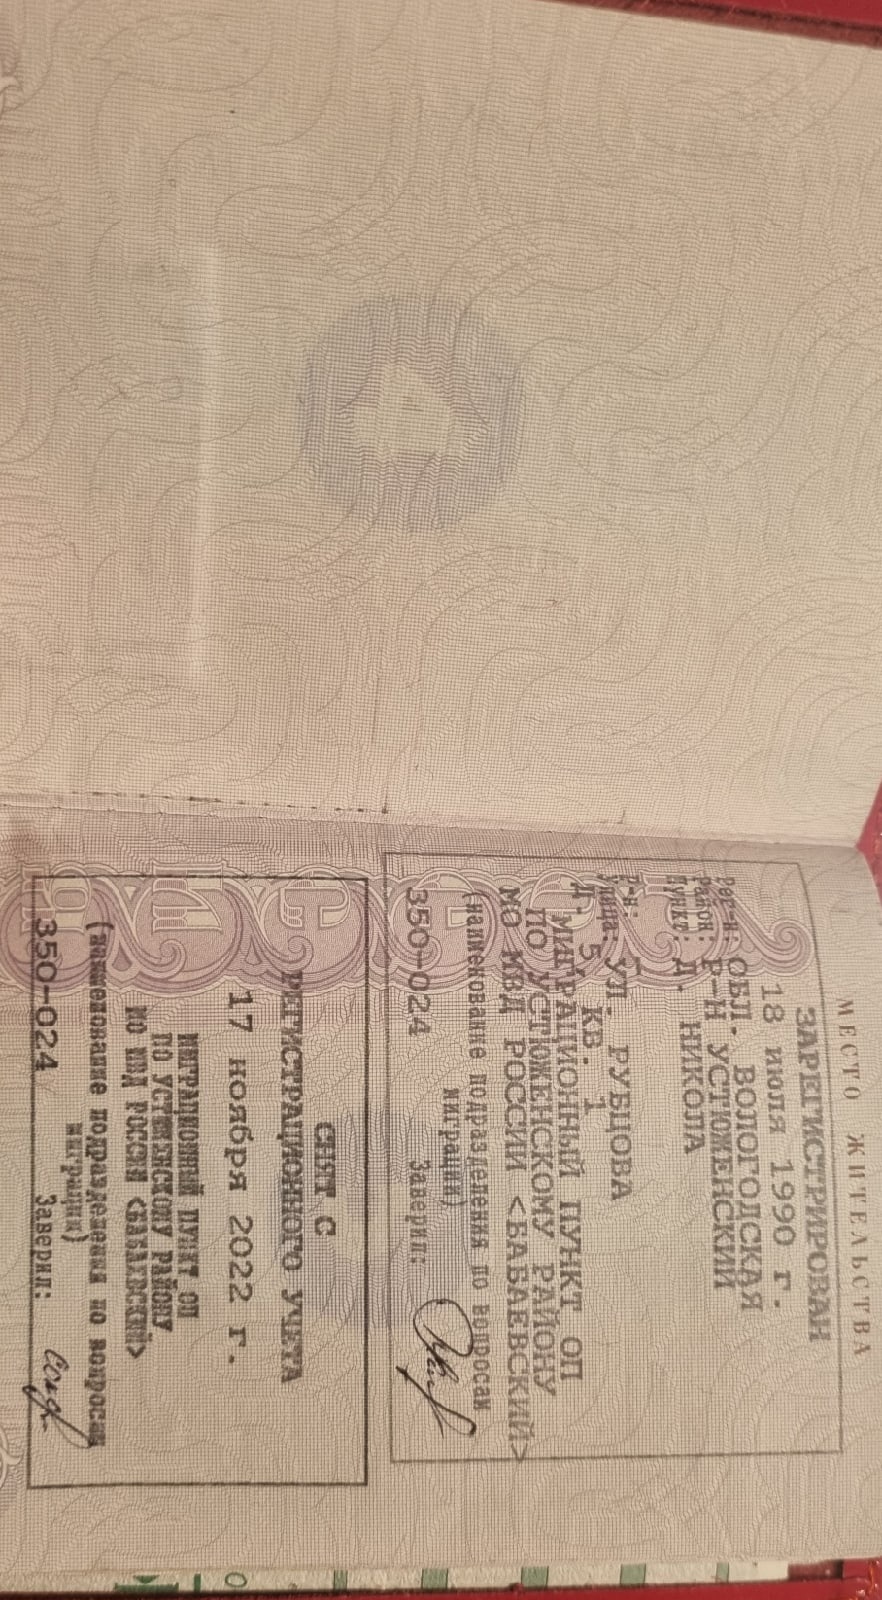 МЕСТО ЖИТЕЛЬСТВА
ЗАРЕГИСТРИРОВАН
18 июля 1990 г.
Рег-н: ОБЛ. ВОЛОГОДСКАЯ
Район: Р-Н УСТЮЖЕНСКИЙ
Пункт: Д. НИКОЛА
Р-н:
Улица: УЛ. РУБЦОВА
Д. 5 КВ. 1
МИГРАЦИОННЫЙ ПУНКТ ОП
ПО УСТЮЖЕНСКОМУ РАЙОНУ
МО МВД РОССИИ <БАБАЕВСКИЙ>
(наименование подразделения по вопросам
миграции)
350-024 Заверил:
СНЯТ С
РЕГИСТРАЦИОННОГО УЧЕТА
17 ноября 2022 г.
МИГРАЦИОННЫЙ ПУНКТ ОП
ПО УСТЮЖЕНСКОМУ РАЙОНУ
МО МВД РОССИИ <БАБАЕВСКИЙ>
(наименование подразделения по вопросам
миграции)
350-024 Заверил: